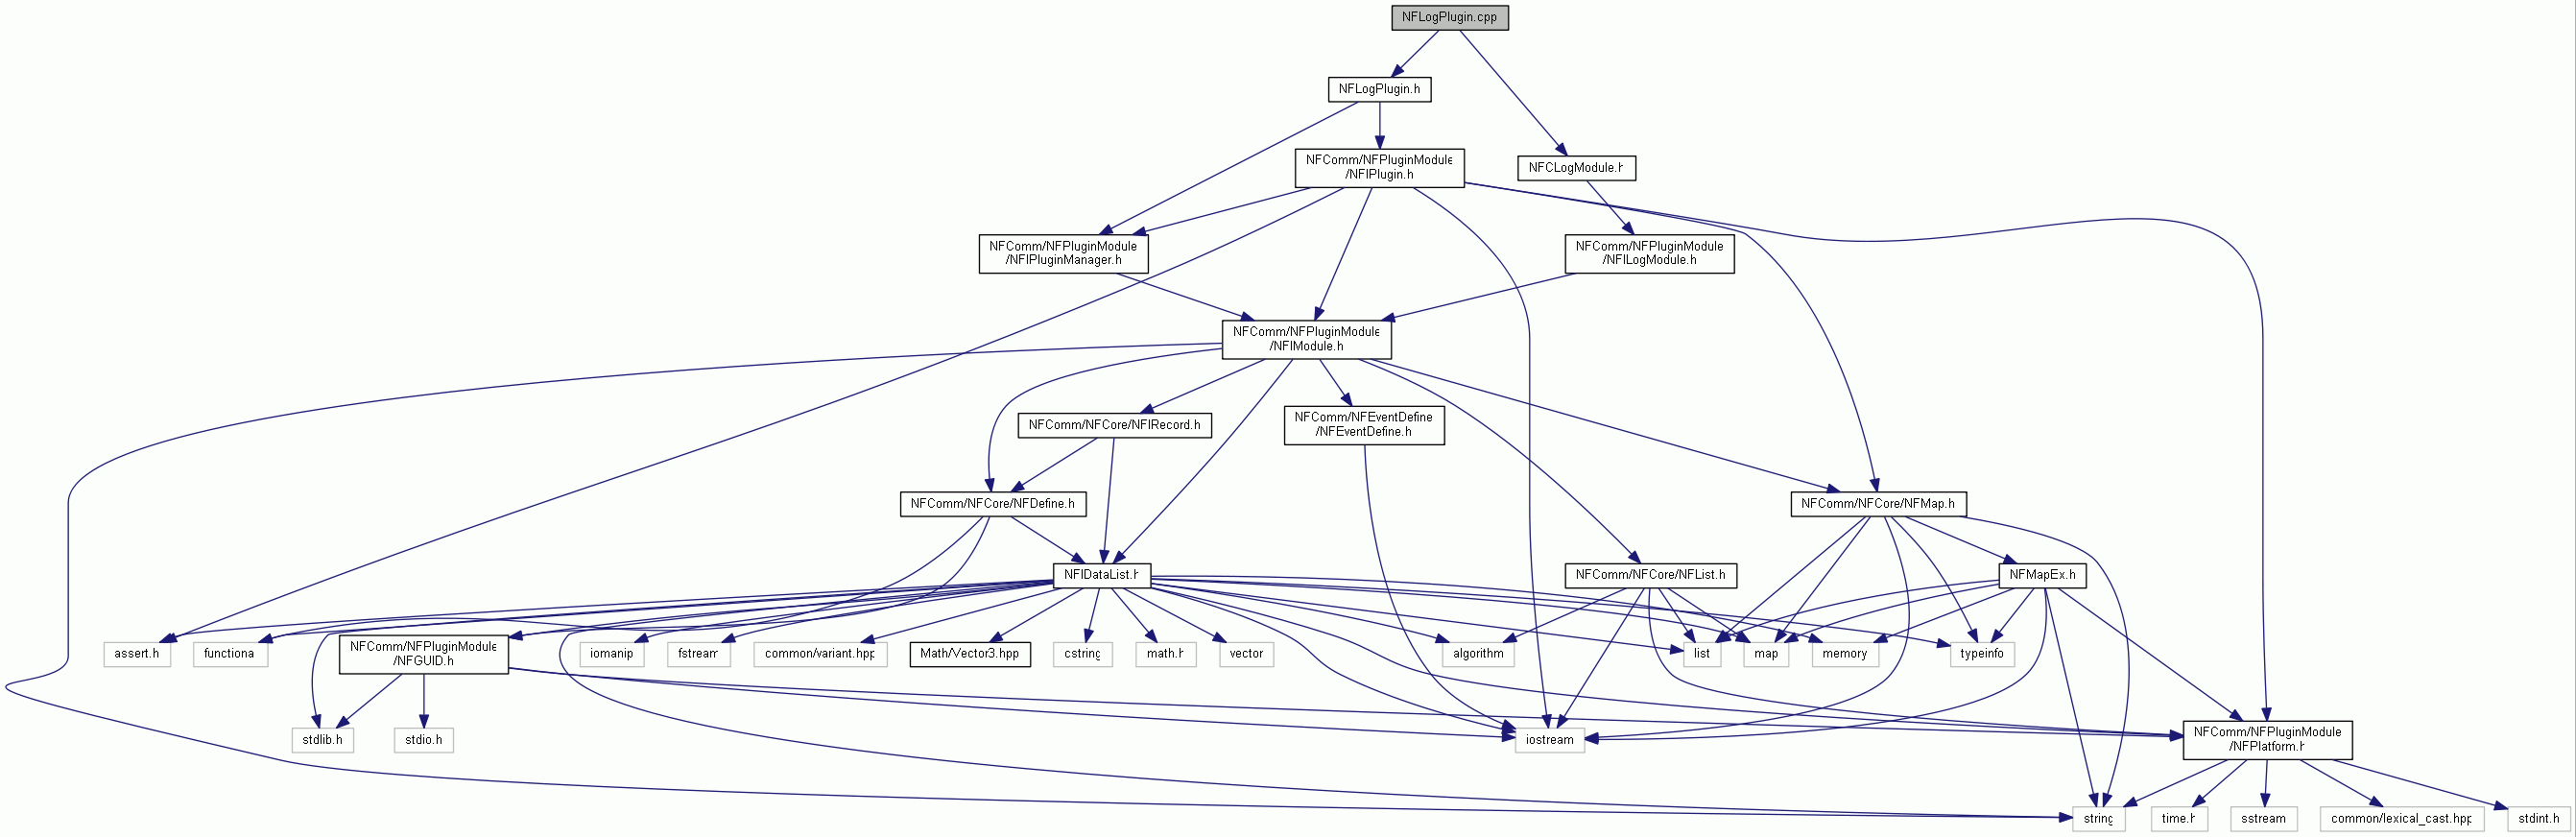 NFLogPlugin.cpp
NFLogPlugin.h
NFComm/NFPluginModule
/NFIPlugin.h
NFCLogModule.h
NFComm/NFPluginModule
/NFIPluginManager.h
NFComm/NFPluginModule
/NFILogModule.h
NFComm/NFPluginModule
/NFIModule.h
NFComm/NFCore/NFIRecord.h
NFComm/NFEventDefine
/NFEventDefine.h
NFComm/NFCore/NFDefine.h
NFComm/NFCore/NFMap.h
NFIDataList.h
NFComm/NFCore/NFList.h
NFMapEx.h
assert.h
functional
NFComm/NFPluginModule
/NFGUID.h
iomanip
fstream
common/variant.hpp
Math/Vector3.hpp
cstring
math.h
vector
algorithm
list
map
memory
typeinfo
stdlib.h
stdio.h
iostream
NFComm/NFPluginModule
/NFPlatform.h
string
time.h
sstream
common/lexical_cast.hpp
stdint.h